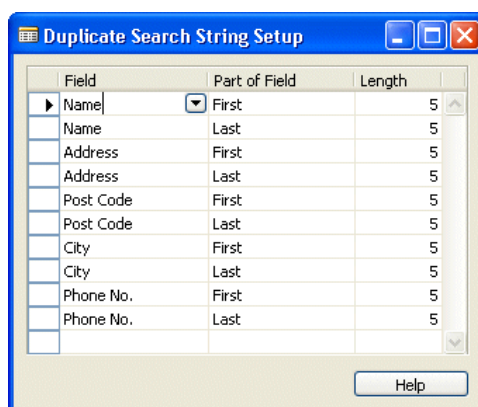 Duplicate Search String Setup
Field Part of Field Length
Name First 5
Name Last 5
Address First 5
Address Last 5
Post Code First 5
Post Code Last 5
City First 5
City Last 5
Phone No. First 5
Phone No. Last 5
Help